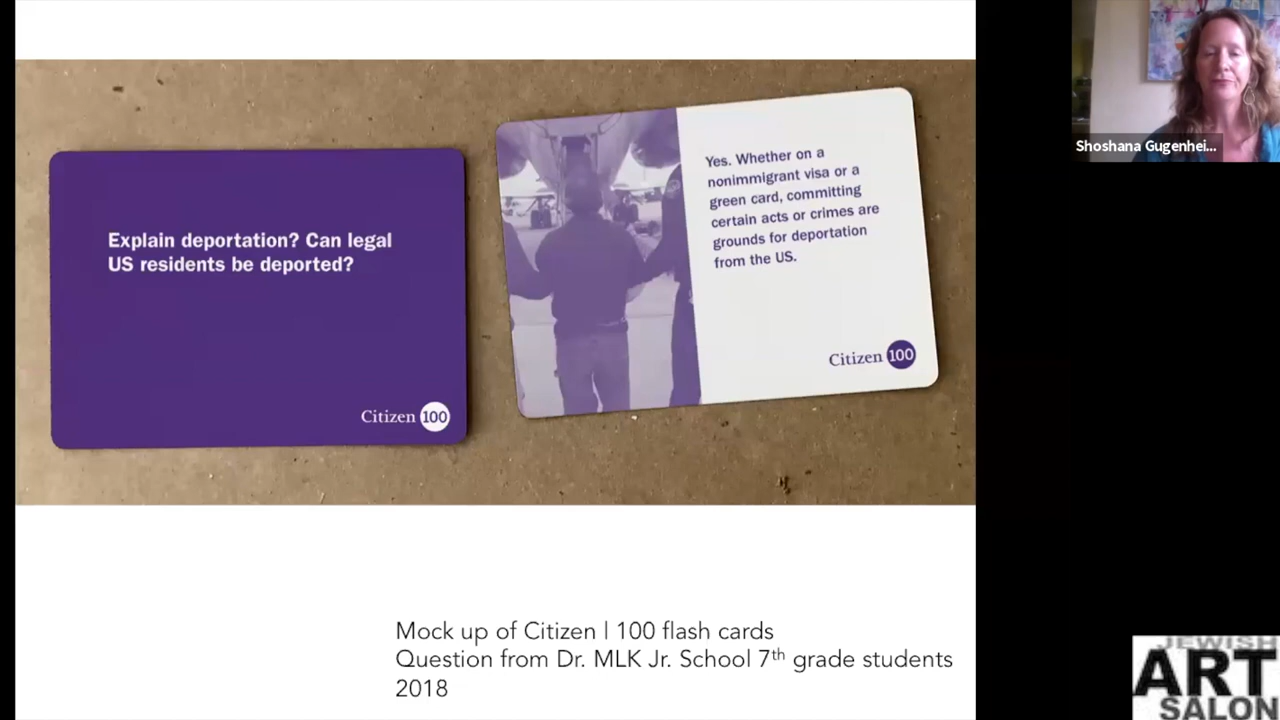 Explain deportation? Can legal
US residents be deported?
Citizen 100
Yes. Whether on a
nonimmigrant visa or a
green card, committing
certain acts or crimes are
grounds for deportation
from the US.
Citizen 100
Shoshana Gugenhei...
Mock up of Citizen | 100 flash cards
Question from Dr. MLK Jr. School 7th grade students
2018
JEWISH
ART
SALON